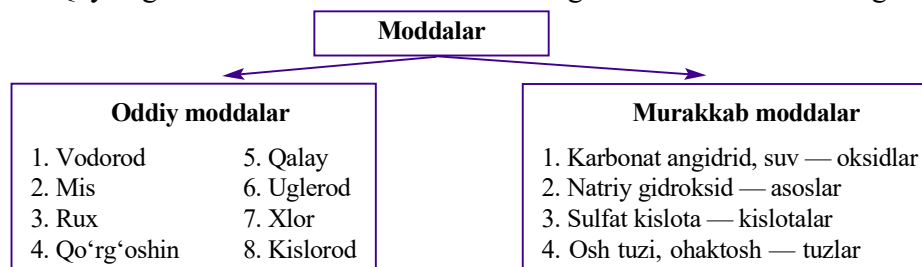 Moddalar
Oddiy moddalar
1. Vodorod
2. Mis
3. Rux
4. Qo‘rg‘oshin
5. Qalay
6. Uglerod
7. Xlor
8. Kislorod
Murakkab moddalar
1. Karbonat angidrid, suv — oksidlar
2. Natriy gidroksid — asoslar
3. Sulfat kislota — kislotalar
4. Osh tuzi, ohaktosh — tuzlar